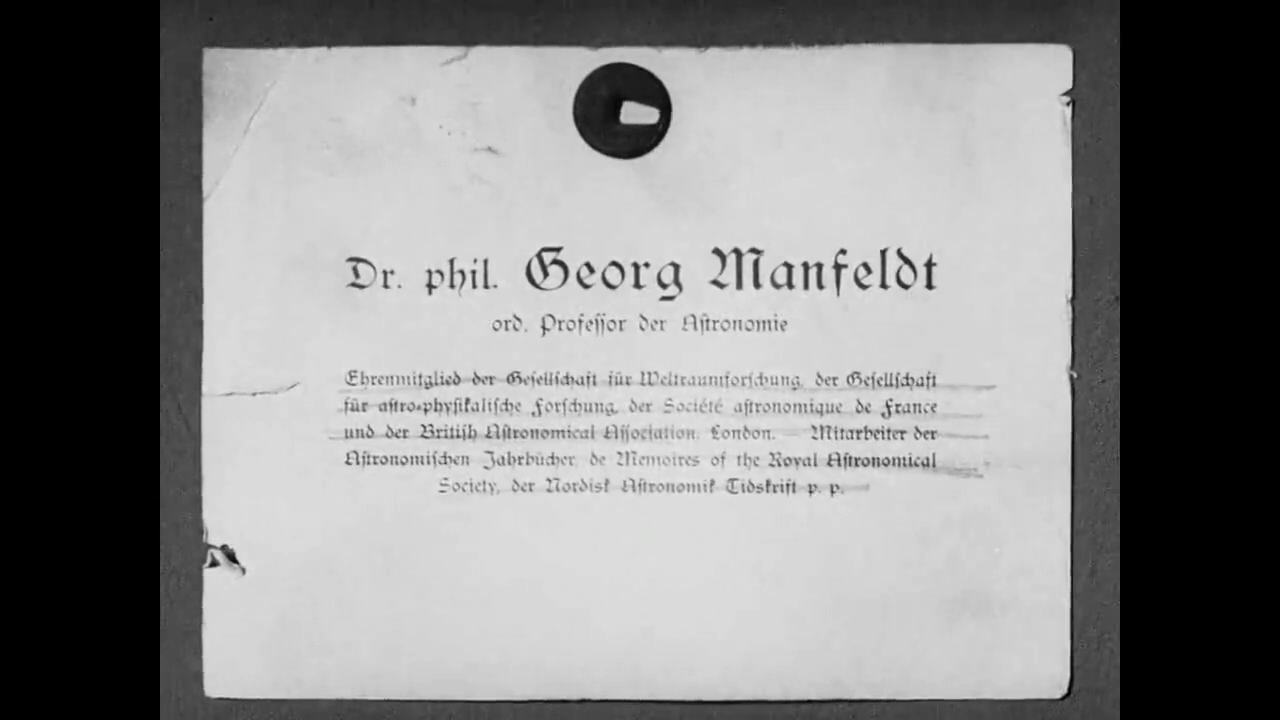 Dr. phil. Georg Manfeldt
ord. Professor der Astronomie
Ehrenmitglied der Gesellschaft für Weltraumforschung, der Gesellschaft
für astro-physikalische Forschung, der Société astronomique de France
und der British Astronomical Association, London. — Mitarbeiter der
Astronomischen Jahrbücher, de Memoires of the Royal Astronomical
Society, der Nordisk Astronomik Tidskrift p. p.